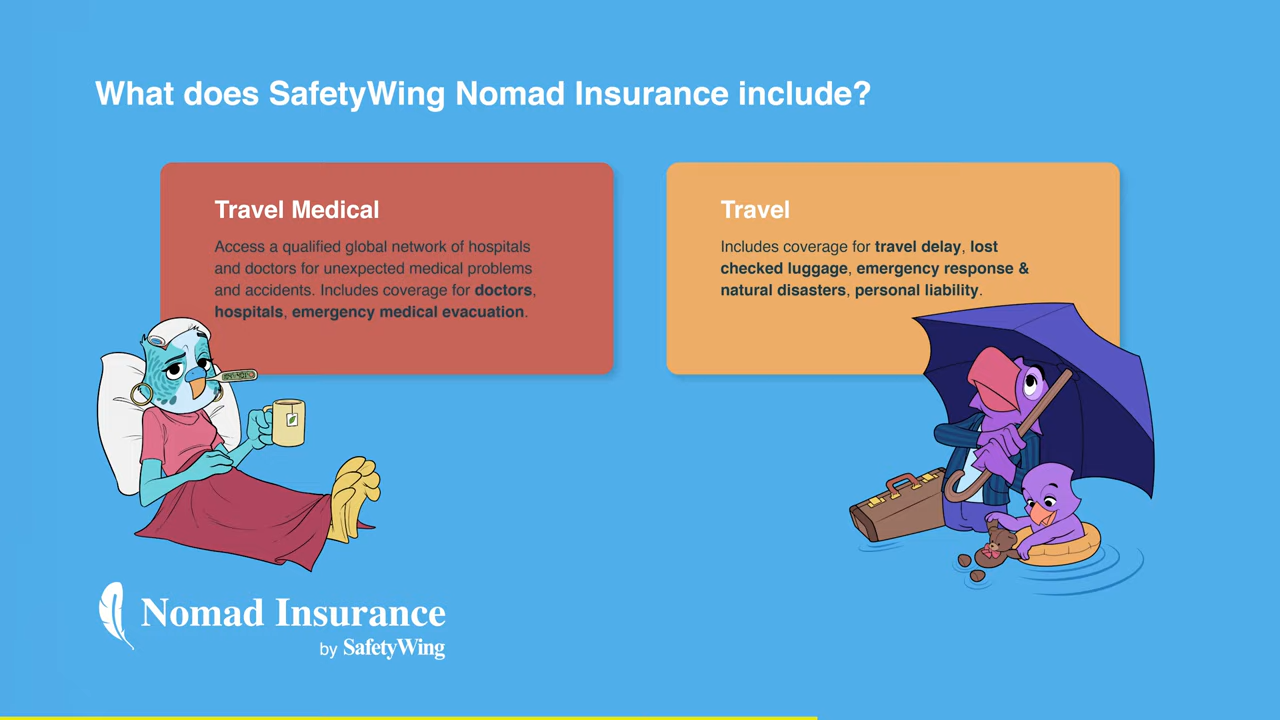 What does SafetyWing Nomad Insurance include?
Travel Medical
Access a qualified global network of hospitals
and doctors for unexpected medical problems
and accidents. Includes coverage for doctors,
hospitals, emergency medical evacuation.
Travel
Includes coverage for travel delay, lost
checked luggage, emergency response &
natural disasters, personal liability.
Nomad Insurance
by SafetyWing